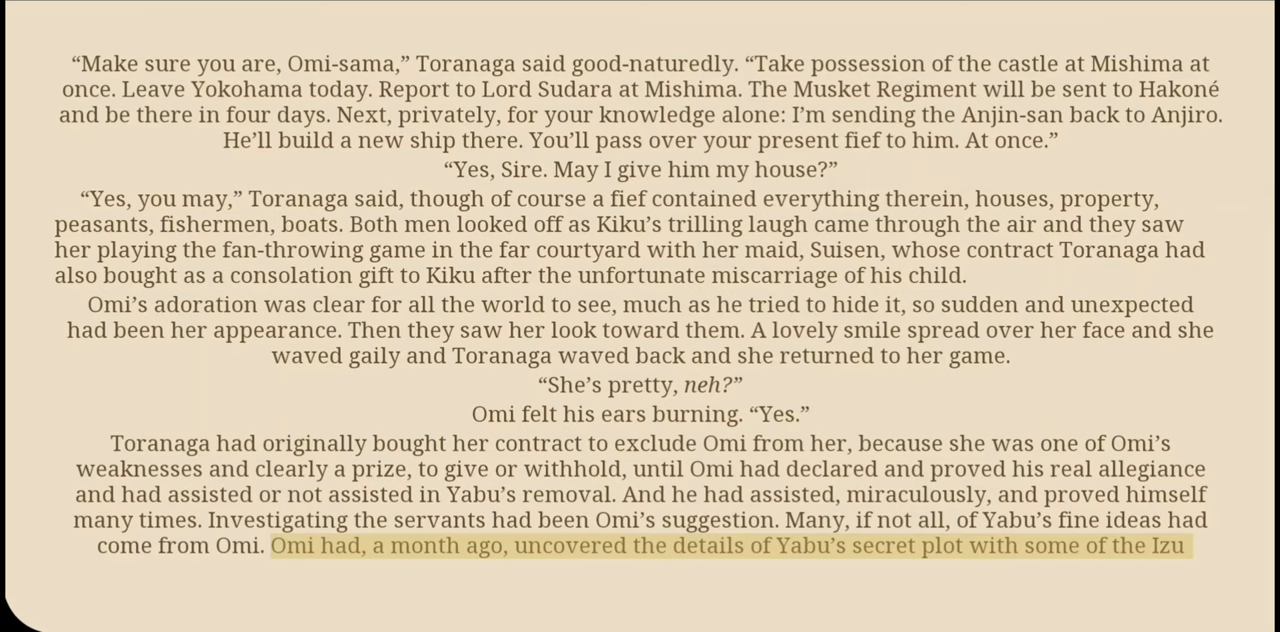 “Make sure you are, Omi-sama,” Toranaga said good-naturedly. “Take possession of the castle at Mishima at
once. Leave Yokohama today. Report to Lord Sudara at Mishima. The Musket Regiment will be sent to Hakoné
and be there in four days. Next, privately, for your knowledge alone: I’m sending the Anjin-san back to Anjiro.
He’ll build a new ship there. You’ll pass over your present fief to him. At once.”
“Yes, Sire. May I give him my house?”
“Yes, you may,” Toranaga said, though of course a fief contained everything therein, houses, property,
peasants, fishermen, boats. Both men looked off as Kiku’s trilling laugh came through the air and they saw
her playing the fan-throwing game in the far courtyard with her maid, Suisen, whose contract Toranaga had
also bought as a consolation gift to Kiku after the unfortunate miscarriage of his child.
Omi’s adoration was clear for all the world to see, much as he tried to hide it, so sudden and unexpected
had been her appearance. Then they saw her look toward them. A lovely smile spread over her face and she
waved gaily and Toranaga waved back and she returned to her game.
“She’s pretty, neh?”
Omi felt his ears burning. “Yes.”
Toranaga had originally bought her contract to exclude Omi from her, because she was one of Omi’s
weaknesses and clearly a prize, to give or withhold, until Omi had declared and proved his real allegiance
and had assisted or not assisted in Yabu’s removal. And he had assisted, miraculously, and proved himself
many times. Investigating the servants had been Omi’s suggestion. Many, if not all, of Yabu’s fine ideas had
come from Omi. Omi had, a month ago, uncovered the details of Yabu’s secret plot with some of the Izu